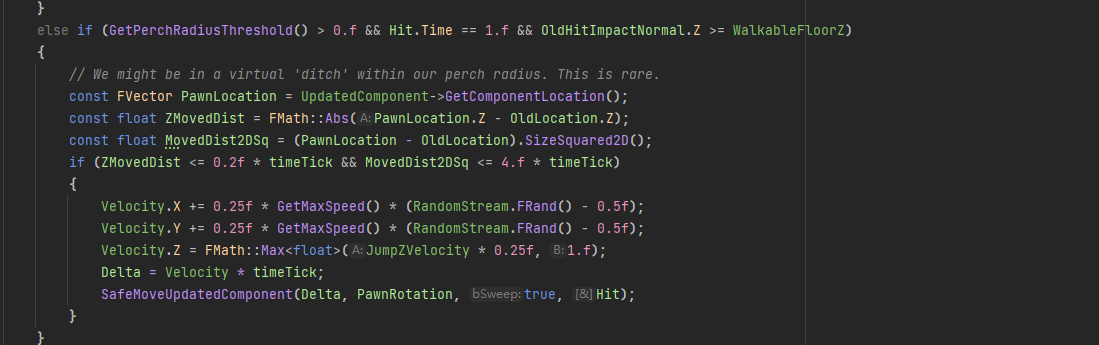 }
else if (GetPerchRadiusThreshold() > 0.f && Hit.Time == 1.f && OldHitImpactNormal.Z >= WalkableFloorZ)
{
// We might be in a virtual 'ditch' within our perch radius. This is rare.
const FVector PawnLocation = UpdatedComponent->GetComponentLocation();
const float ZMovedDist = FMath::Abs(A: PawnLocation.Z - OldLocation.Z);
const float MovedDist2DSq = (PawnLocation - OldLocation).SizeSquared2D();
if (ZMovedDist <= 0.2f * timeTick && MovedDist2DSq <= 4.f * timeTick)
{
Velocity.X += 0.25f * GetMaxSpeed() * (RandomStream.FRand() - 0.5f);
Velocity.Y += 0.25f * GetMaxSpeed() * (RandomStream.FRand() - 0.5f);
Velocity.Z = FMath::Max<float>(A: JumpZVelocity * 0.25f, B: 1.f);
Delta = Velocity * timeTick;
SafeMoveUpdatedComponent(Delta, PawnRotation, bSweep: true, [&] Hit);
}
}